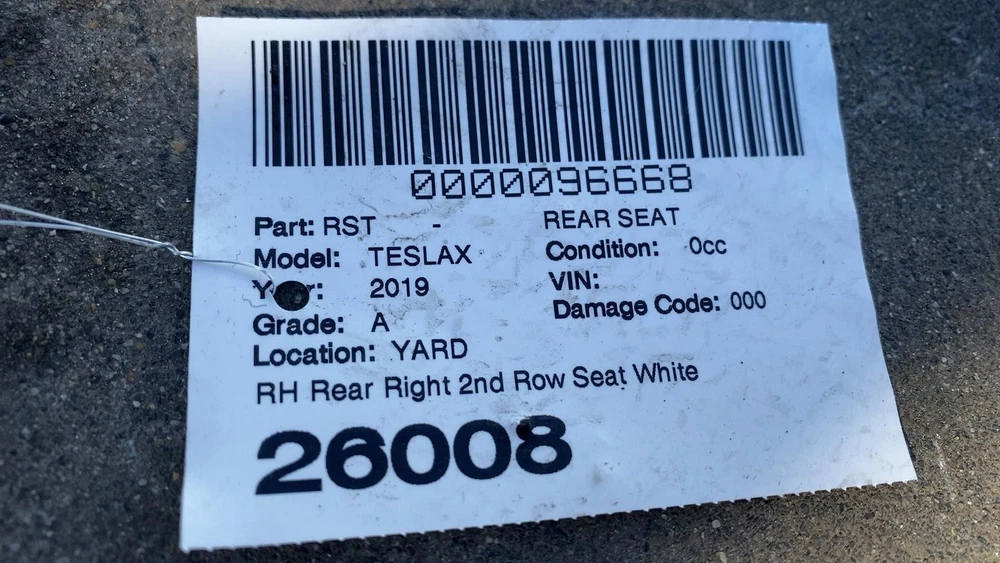 0000096668
Part: RST - REAR SEAT
Model: TESLAX Condition: 0cc
Year: 2019 VIN:
Grade: A Damage Code: 000
Location: YARD
RH Rear Right 2nd Row Seat White
26008